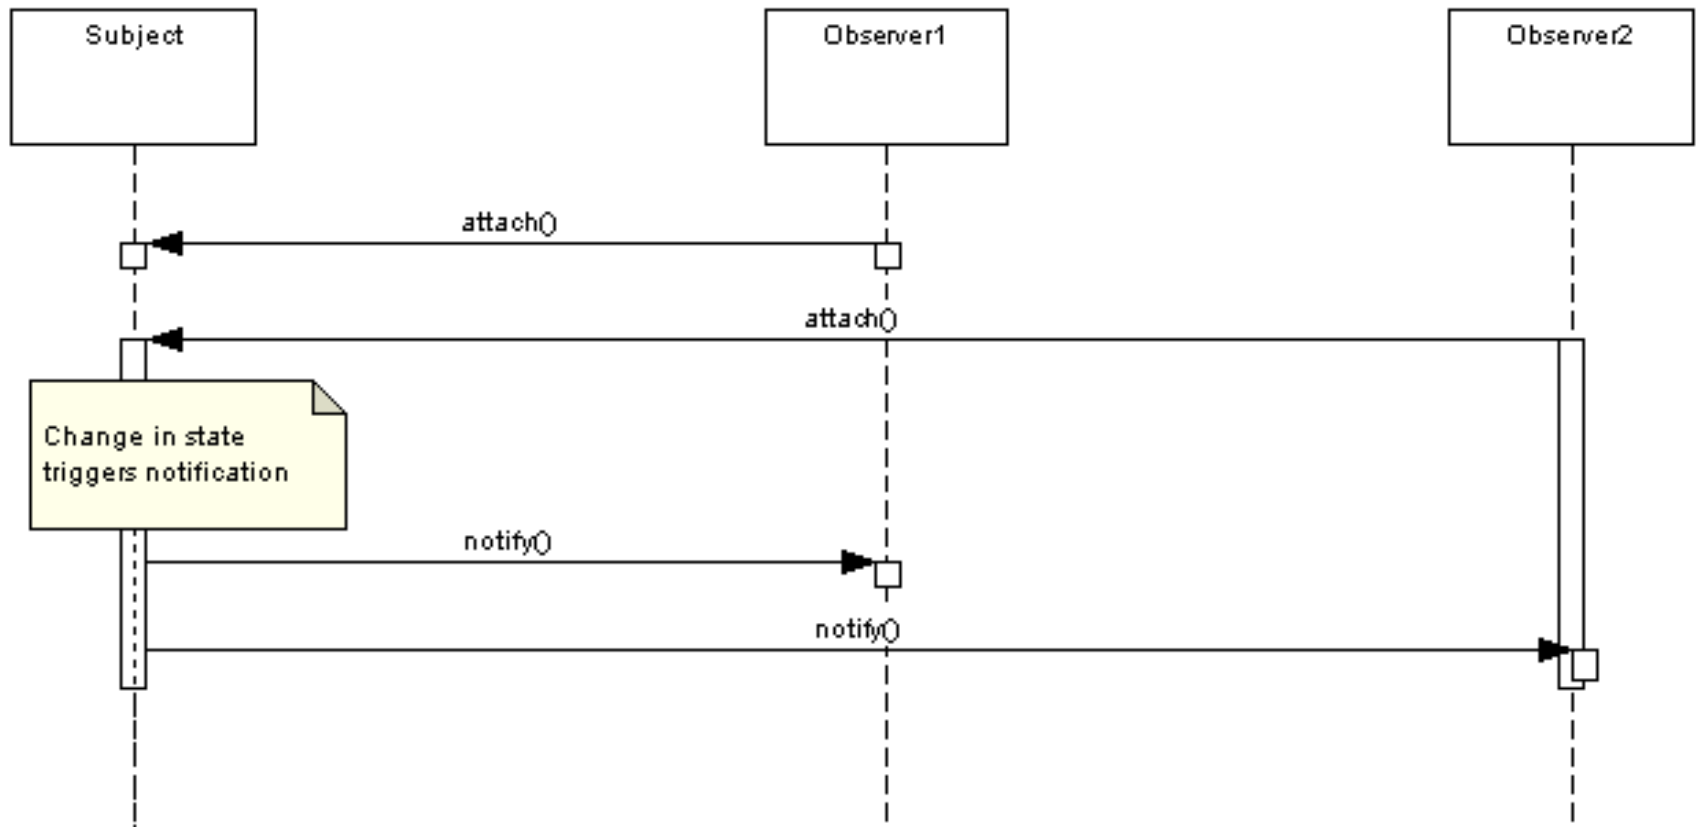 Subject
Observer1
Observer2
attach()
attach()
Change in state
triggers notification
notify()
notify()